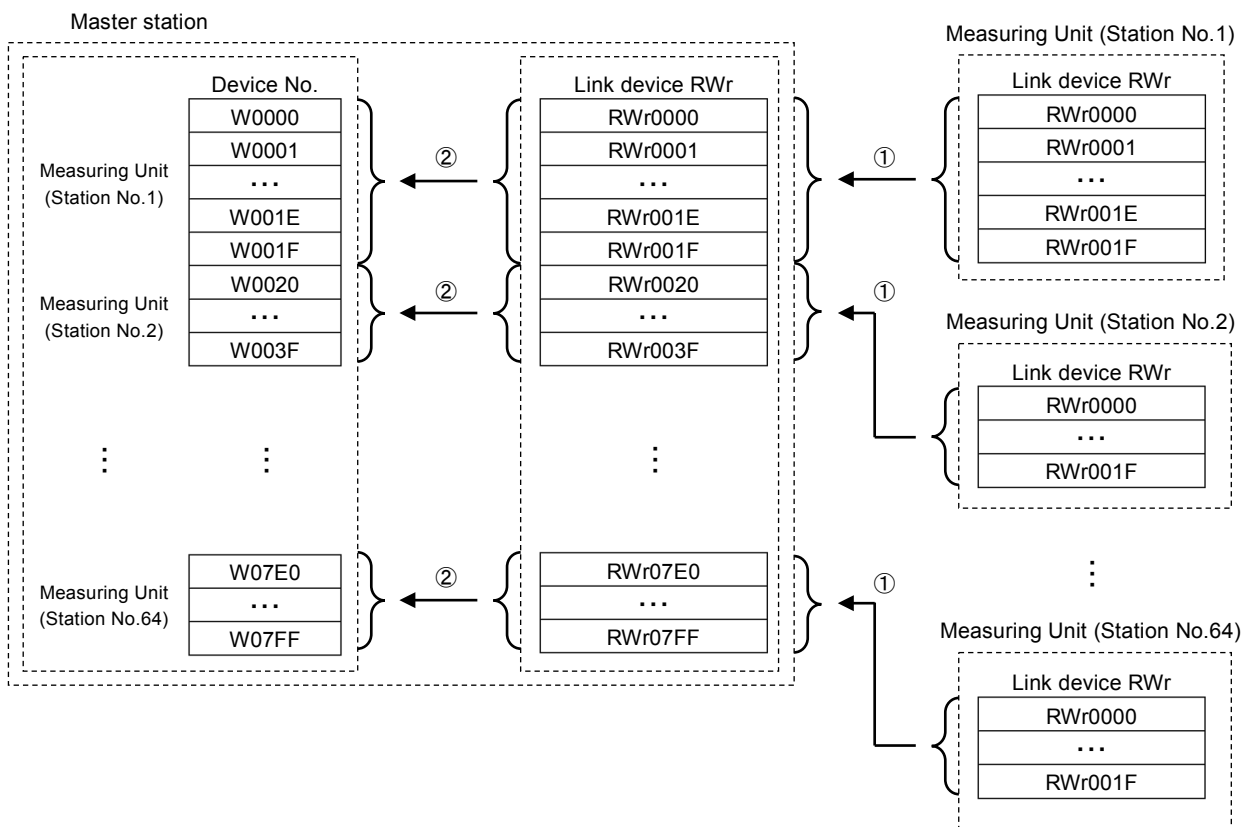 Master station
Measuring Unit (Station No.1)
Device No.
Link device RWr
Link device RWr
W0000
RWr0000
RWr0000
W0001
RWr0001
RWr0001
Measuring Unit
(Station No.1)
...
②
...
①
...
W001E
RWr001E
RWr001E
W001F
RWr001F
RWr001F
Measuring Unit
(Station No.2)
W0020
②
RWr0020
①
...
...
W003F
RWr003F
Measuring Unit (Station No.2)
Link device RWr
RWr0000
...
RWr001F
⋮
⋮
⋮
Measuring Unit
(Station No.64)
W07E0
②
RWr07E0
①
...
...
W07FF
RWr07FF
⋮
Measuring Unit (Station No.64)
Link device RWr
RWr0000
...
RWr001F